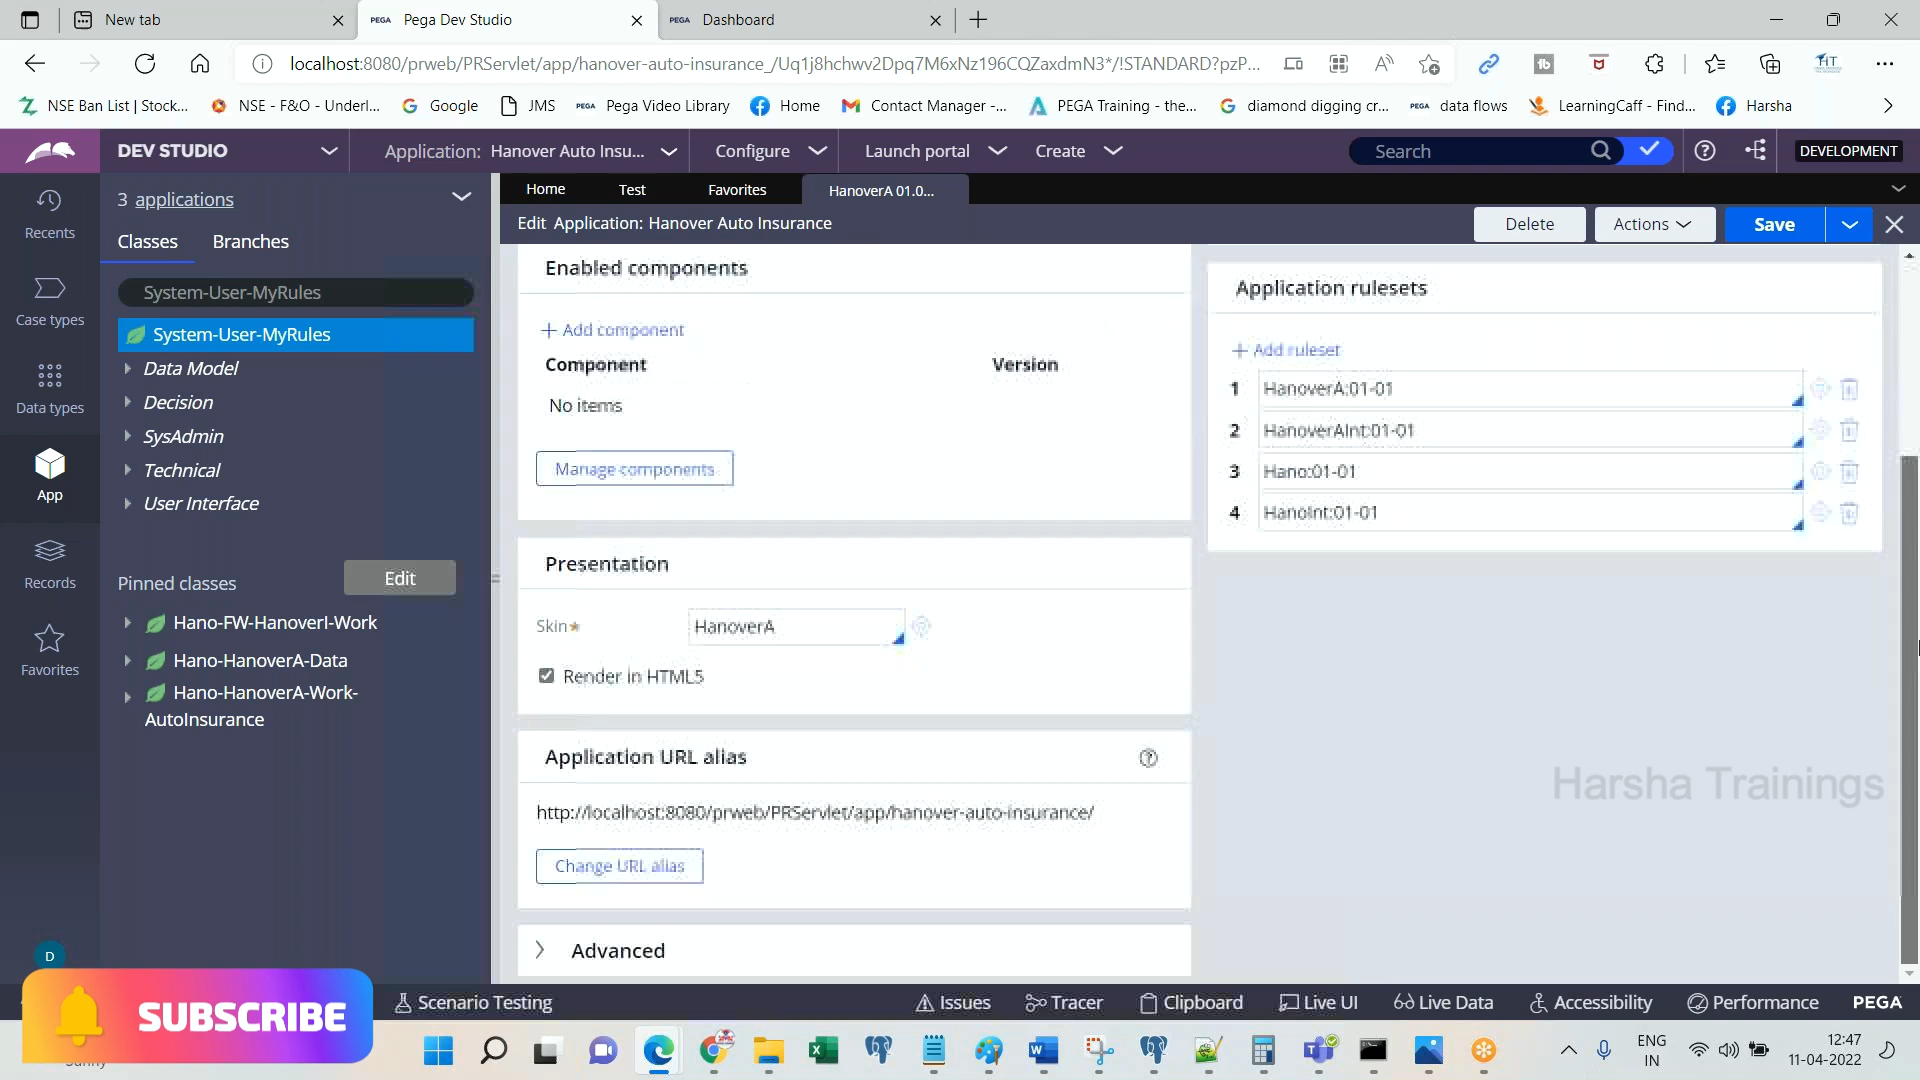 New tab
PEGA Pega Dev Studio
PEGA Dashboard
localhost:8080/prweb/PRServlet/app/hanover-auto-insurance_/Uq1j8hchwv2Dpq7M6xNz196CQZaxdmN3*/!STANDARD?pzP...
NSE Ban List | Stock...
NSE - F&O - Underl...
Google
JMS
PEGA Pega Video Library
Home
Contact Manager -...
PEGA Training - the...
diamond digging cr...
PEGA data flows
LearningCaff - Find...
Harsha
DEV STUDIO
Application: Hanover Auto Insu...
Configure
Launch portal
Create
Search
DEVELOPMENT
Recents
Case types
Data types
App
Records
Favorites
D
3 applications
Classes
Branches
System-User-MyRules
System-User-MyRules
Data Model
Decision
SysAdmin
Technical
User Interface
Pinned classes
Edit
Hano-FW-HanoverI-Work
Hano-HanoverA-Data
Hano-HanoverA-Work-
AutoInsurance
Home
Test
Favorites
HanoverA 01.0...
Edit Application: Hanover Auto Insurance
Delete
Actions
Save
Enabled components
+ Add component
Component
Version
No items
Manage components
Presentation
Skin★
HanoverA
Render in HTML5
Application URL alias
http://localhost:8080/prweb/PRServlet/app/hanover-auto-insurance/
Change URL alias
Advanced
Application rulesets
+ Add ruleset
1 HanoverA:01-01
2 HanoverAInt:01-01
3 Hano:01-01
4 HanoInt:01-01
Harsha Trainings
SUBSCRIBE
Scenario Testing
Issues
Tracer
Clipboard
Live UI
Live Data
Accessibility
Performance
PEGA
ENG
IN
12:47
11-04-2022